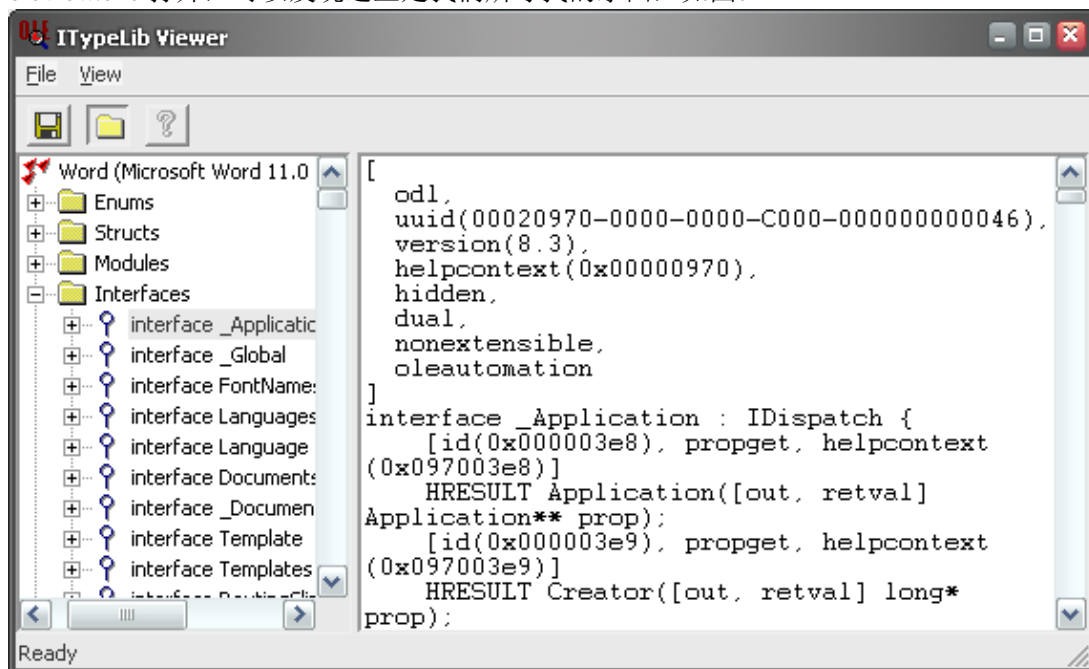 ITypeLib Viewer
File View
Word (Microsoft Word 11.0
Enums
Structs
Modules
Interfaces
interface _Applicatic
interface _Global
interface FontName
interface Languages
interface Language
interface Document
interface _Documen
interface Template
interface Templates
[
odl,
uuid(00020970-0000-0000-C000-000000000046),
version(8.3),
helpcontext(0x00000970),
hidden,
dual,
nonextensible,
oleautomation
]
interface _Application : IDispatch {
[id(0x000003e8), propget, helpcontext
(0x097003e8)]
HRESULT Application([out, retval]
Application** prop);
[id(0x000003e9), propget, helpcontext
(0x097003e9)]
HRESULT Creator([out, retval] long*
prop);
Ready